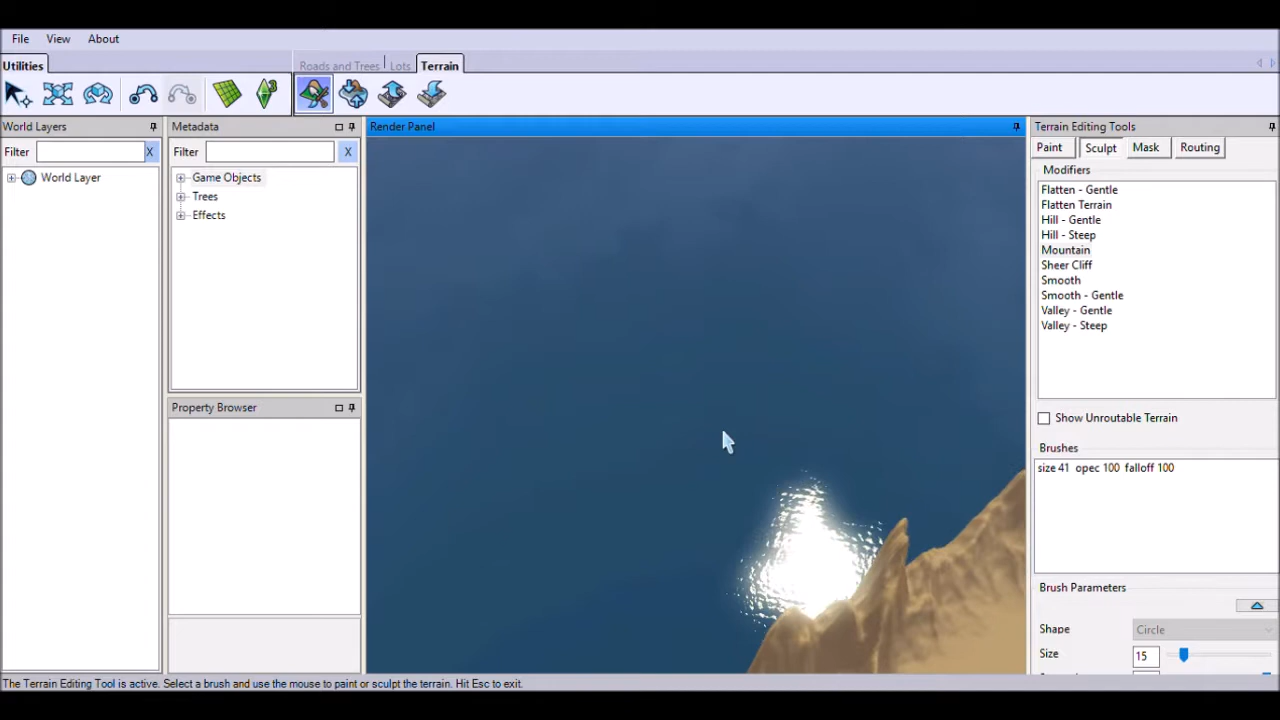 File View About
Utilities Roads and Trees Lots Terrain
World Layers Metadata Render Panel Terrain Editing Tools
Filter X Filter X Paint Sculpt Mask Routing
World Layer
Game Objects
Trees
Effects
Property Browser
Modifiers
Flatten - Gentle
Flatten Terrain
Hill - Gentle
Hill - Steep
Mountain
Sheer Cliff
Smooth
Smooth - Gentle
Valley - Gentle
Valley - Steep
Show Unroutable Terrain
Brushes
size 41 opec 100 falloff 100
Brush Parameters
Shape Circle
Size 15
The Terrain Editing Tool is active. Select a brush and use the mouse to paint or sculpt the terrain. Hit Esc to exit.